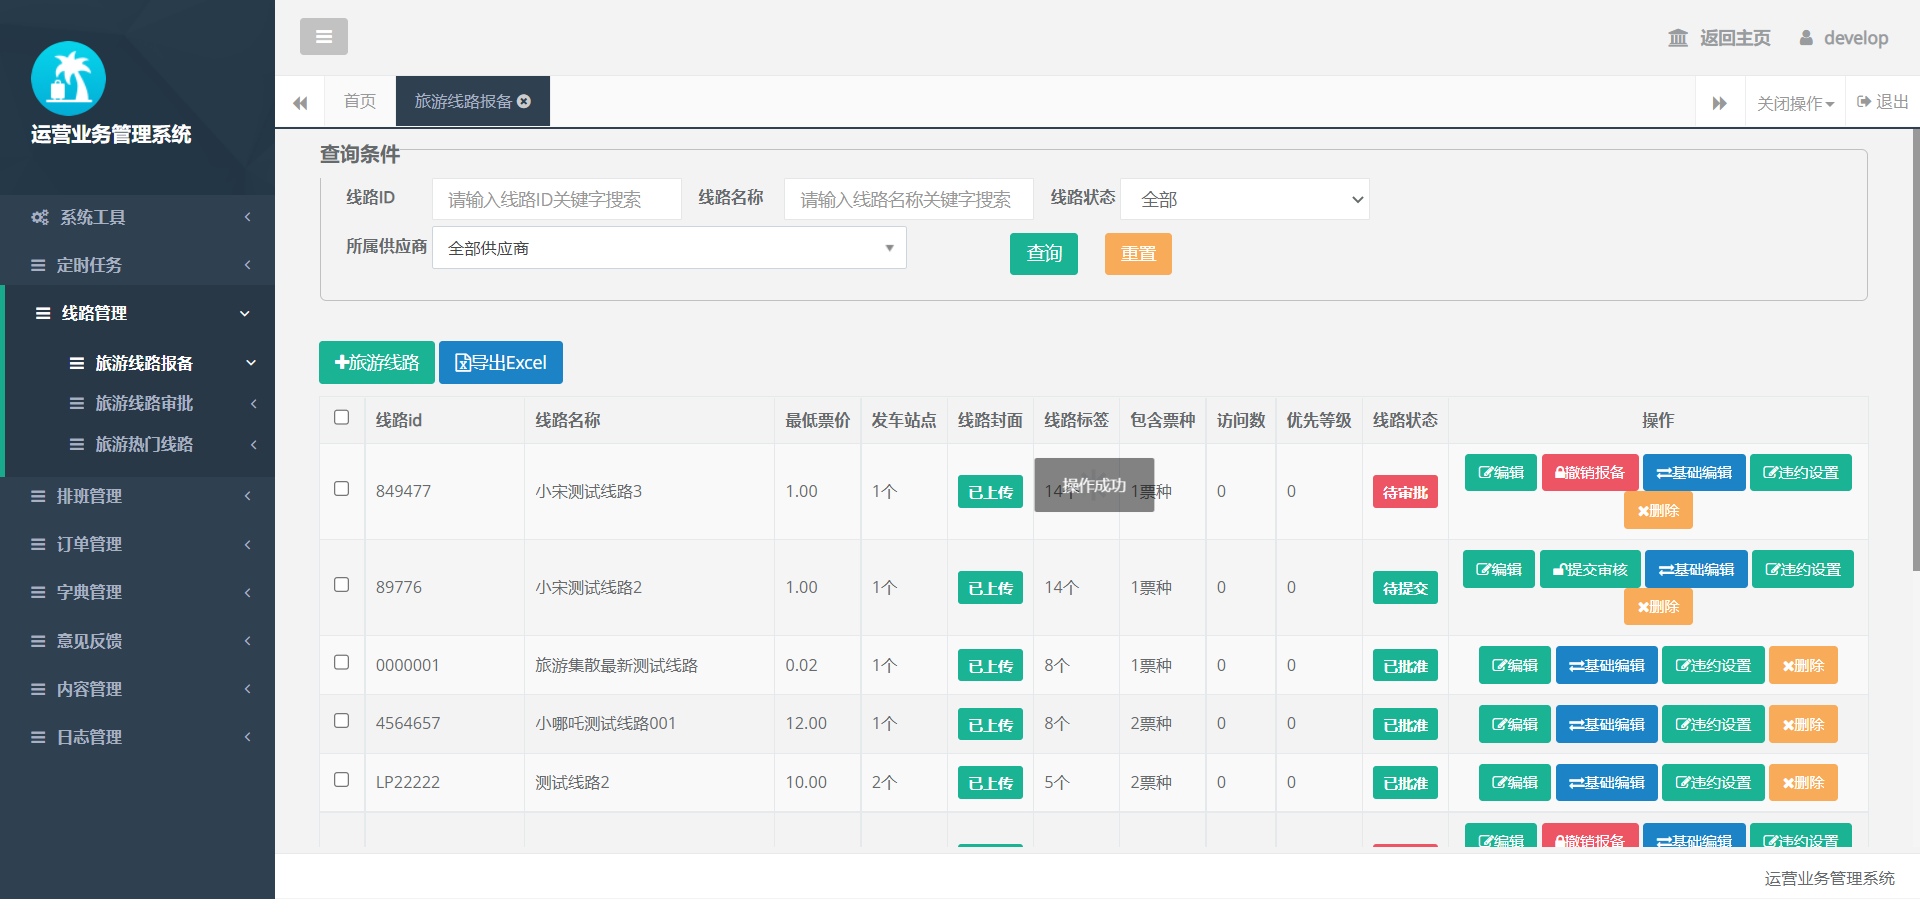 返回主页 develop
首页 旅游线路报备 关闭操作 退出
运营业务管理系统
系统工具
定时任务
线路管理
旅游线路报备
旅游线路审批
旅游热门线路
排班管理
订单管理
字典管理
意见反馈
内容管理
日志管理
查询条件
线路ID 请输入线路ID关键字搜索 线路名称 请输入线路名称关键字搜索 线路状态 全部
所属供应商 全部供应商 查询 重置
旅游线路 导出Excel
线路id 线路名称 最低票价 发车站点 线路封面 线路标签 包含票种 访问数 优先等级 线路状态 操作
849477 小宋测试线路3 1.00 1个 已上传 14个 1票种 0 0 待审批 编辑 撤销报备 基础编辑 违约设置
删除
操作成功
89776 小宋测试线路2 1.00 1个 已上传 14个 1票种 0 0 待提交 编辑 提交审核 基础编辑 违约设置
删除
0000001 旅游集散最新测试线路 0.02 1个 已上传 8个 1票种 0 0 已批准 编辑 基础编辑 违约设置 删除
4564657 小哪吒测试线路001 12.00 1个 已上传 8个 2票种 0 0 已批准 编辑 基础编辑 违约设置 删除
LP22222 测试线路2 10.00 2个 已上传 5个 2票种 0 0 已批准 编辑 基础编辑 违约设置 删除
编辑 撤销报备 基础编辑 违约设置
运营业务管理系统